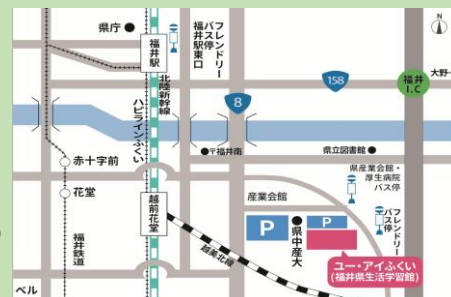 県庁●
福井駅
フレンドリーバス停
福井駅東口
N
158
福井
I.C
大野
北陸新幹線
ハピラインふくい
8
●〒福井南
県立図書館●
赤十字前
花堂
越前花堂
県産業会館・
厚生病院
バス停
産業会館
P
●県中産大
P
フレンドリー
バス停
福井鉄道
越美北線
ユー・アイふくい
(福井県生活学習館)
ベル